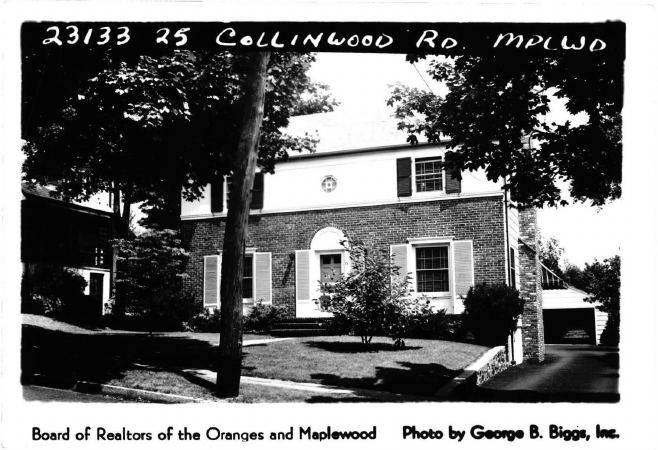 23133 25 COLLINWOOD RD. MPLWD
Board of Realtors of the Oranges and Maplewood Photo by George B. Biggs, Inc.